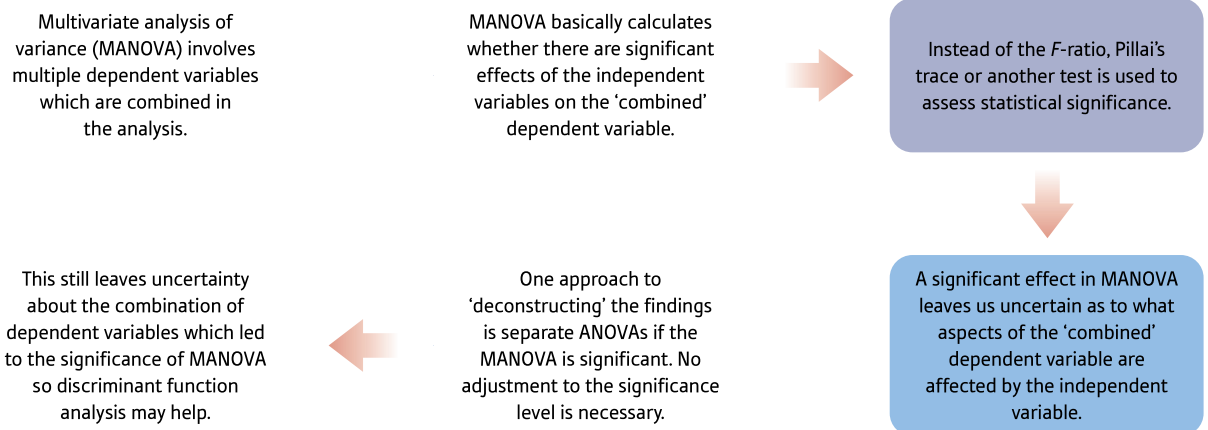 Multivariate analysis of
variance (MANOVA) involves
multiple dependent variables
which are combined in
the analysis.
MANOVA basically calculates
whether there are significant
effects of the independent
variables on the ‘combined’
dependent variable.
Instead of the F-ratio, Pillai’s
trace or another test is used to
assess statistical significance.
A significant effect in MANOVA
leaves us uncertain as to what
aspects of the ‘combined’
dependent variable are
affected by the independent
variable.
One approach to
‘deconstructing’ the findings
is separate ANOVAs if the
MANOVA is significant. No
adjustment to the significance
level is necessary.
This still leaves uncertainty
about the combination of
dependent variables which led
to the significance of MANOVA
so discriminant function
analysis may help.